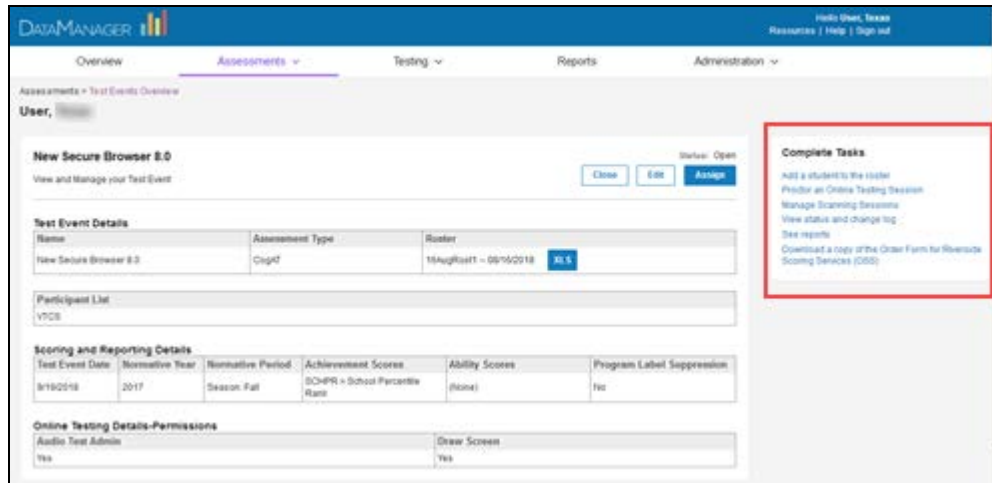 DATAMANAGER
Hello User, Texas
Resources | Help | Sign out
Overview
Assessments
Testing
Reports
Administration
Assessments > Test Events Overview
User,
New Secure Browser 8.0
Status: Open
View and Manage your Test Event
Close
Edit
Assign
Test Event Details
Name
Assessment Type
Roster
New Secure Browser 8.0
CogAT
16AugRost1 – 08/16/2018
XLS
Participant List
VTCS
Scoring and Reporting Details
Test Event Date
Normative Year
Normative Period
Achievement Scores
Ability Scores
Program Label Suppression
9/19/2018
2017
Season: Fall
SCHPR = School Percentile
Rank
(None)
No
Online Testing Details-Permissions
Audio Test Admin
Draw Screen
Yes
Yes
Complete Tasks
Add a student to the roster
Proctor an Online Testing Session
Manage Scanning Sessions
View status and change log
See reports
Download a copy of the Order Form for Riverside
Scoring Services (OSS)